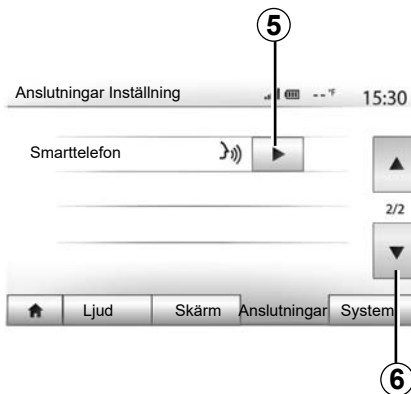 5
Anslutningar Inställning --°F 15:30
Smarttelefon
2/2
Ljud Skärm Anslutningar System
6